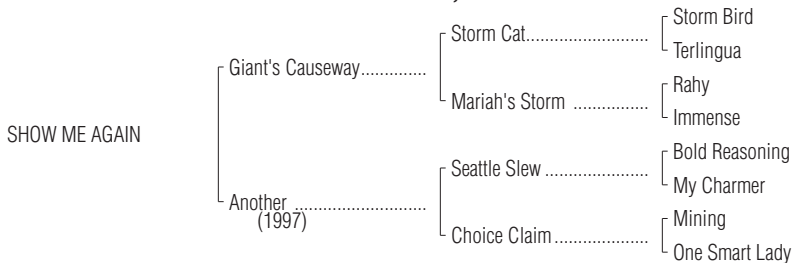 Storm Bird
Storm Cat..........................
Terlingua
Giant's Causeway..............
Rahy
Mariah's Storm ................
Immense
SHOW ME AGAIN
Bold Reasoning
Seattle Slew ......................
My Charmer
Another ............................
(1997)
Mining
Choice Claim....................
One Smart Lady